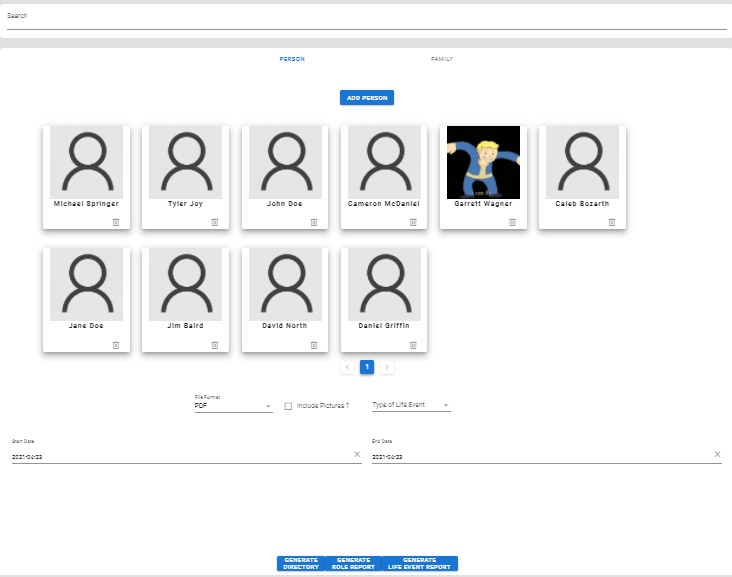 Search
PERSON FAMILY
ADD PERSON
Michael Springer Tyler Joy John Doe Cameron McDaniel Garrett Wagner Caleb Bozarth
Jane Doe Jim Baird David North Daniel Griffin
1
File Format
PDF
Include Pictures ? Type of Life Event
Start Date End Date
2021-04-23 2021-04-23
GENERATE GENERATE GENERATE
DIRECTORY ROLE REPORT LIFE EVENT REPORT